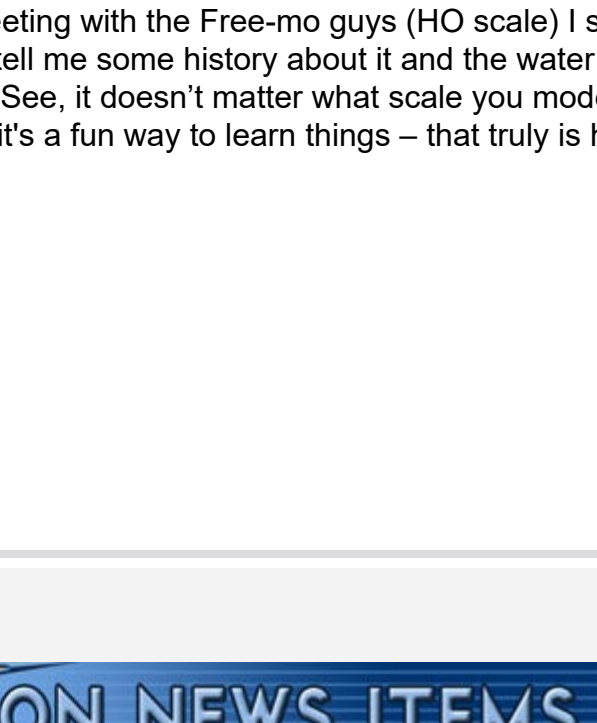 eeting with the Free-mo guys (HO scale) I s
tell me some history about it and the water
See, it doesn’t matter what scale you mod
it's a fun way to learn things – that truly is h
ON NEWS ITEMS